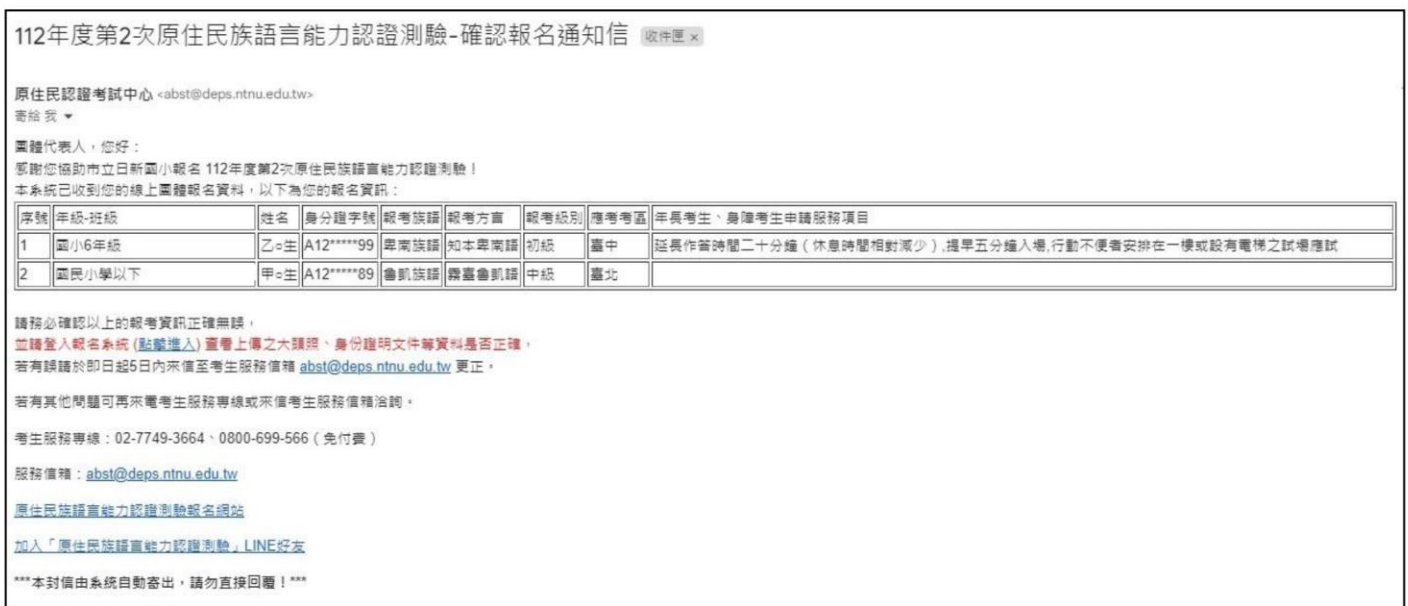 112年度第2次原住民族語言能力認證測驗-確認報名通知信 收件匣 ×
原住民認證考試中心 <abst@deps.ntnu.edu.tw>
寄給 我
團體代表人，您好：
感謝您協助市立日新國小報名 112年度第2次原住民族語言能力認證測驗！
本系統已收到您的線上團體報名資料，以下為您的報名資訊：
序號 年級-班級 姓名 身分證字號 報考族語 報考方言 報考級別 應考考區 年長考生、身障考生申請服務項目
1 國小6年級 乙○生 A12*****99 卑南族語 知本卑南語 初級 臺中 延長作答時間二十分鐘（休息時間相對減少）,提早五分鐘入場,行動不便者安排在一樓或設有電梯之試場應試
2 國民小學以下 甲○生 A12*****89 魯凱族語 霧臺魯凱語 中級 臺北
請務必確認以上的報考資訊正確無誤，
並請登入報名系統 (點擊進入) 查看上傳之大頭照、身份證明文件等資料是否正確，
若有誤請於即日起5日內來信至考生服務信箱 abst@deps.ntnu.edu.tw 更正。
若有其他問題可再來電考生服務專線或來信考生服務信箱洽詢。
考生服務專線：02-7749-3664、0800-699-566（免付費）
服務信箱：abst@deps.ntnu.edu.tw
原住民族語言能力認證測驗報名網站
加入「原住民族語言能力認證測驗」LINE好友
***本封信由系統自動寄出，請勿直接回覆！***